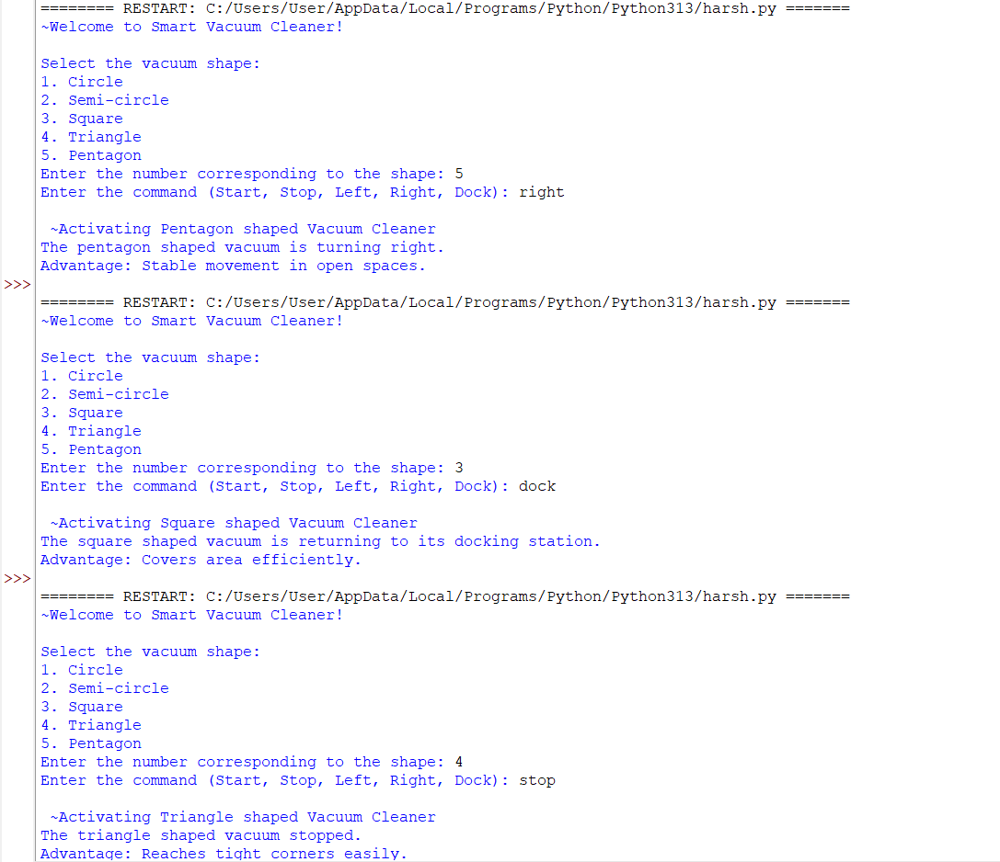 ======== RESTART: C:/Users/User/AppData/Local/Programs/Python/Python313/harsh.py =======
~Welcome to Smart Vacuum Cleaner!
Select the vacuum shape:
1. Circle
2. Semi-circle
3. Square
4. Triangle
5. Pentagon
Enter the number corresponding to the shape: 5
Enter the command (Start, Stop, Left, Right, Dock): right
~Activating Pentagon shaped Vacuum Cleaner
The pentagon shaped vacuum is turning right.
Advantage: Stable movement in open spaces.
>>>
======== RESTART: C:/Users/User/AppData/Local/Programs/Python/Python313/harsh.py =======
~Welcome to Smart Vacuum Cleaner!
Select the vacuum shape:
1. Circle
2. Semi-circle
3. Square
4. Triangle
5. Pentagon
Enter the number corresponding to the shape: 3
Enter the command (Start, Stop, Left, Right, Dock): dock
~Activating Square shaped Vacuum Cleaner
The square shaped vacuum is returning to its docking station.
Advantage: Covers area efficiently.
>>>
======== RESTART: C:/Users/User/AppData/Local/Programs/Python/Python313/harsh.py =======
~Welcome to Smart Vacuum Cleaner!
Select the vacuum shape:
1. Circle
2. Semi-circle
3. Square
4. Triangle
5. Pentagon
Enter the number corresponding to the shape: 4
Enter the command (Start, Stop, Left, Right, Dock): stop
~Activating Triangle shaped Vacuum Cleaner
The triangle shaped vacuum stopped.
Advantage: Reaches tight corners easily.